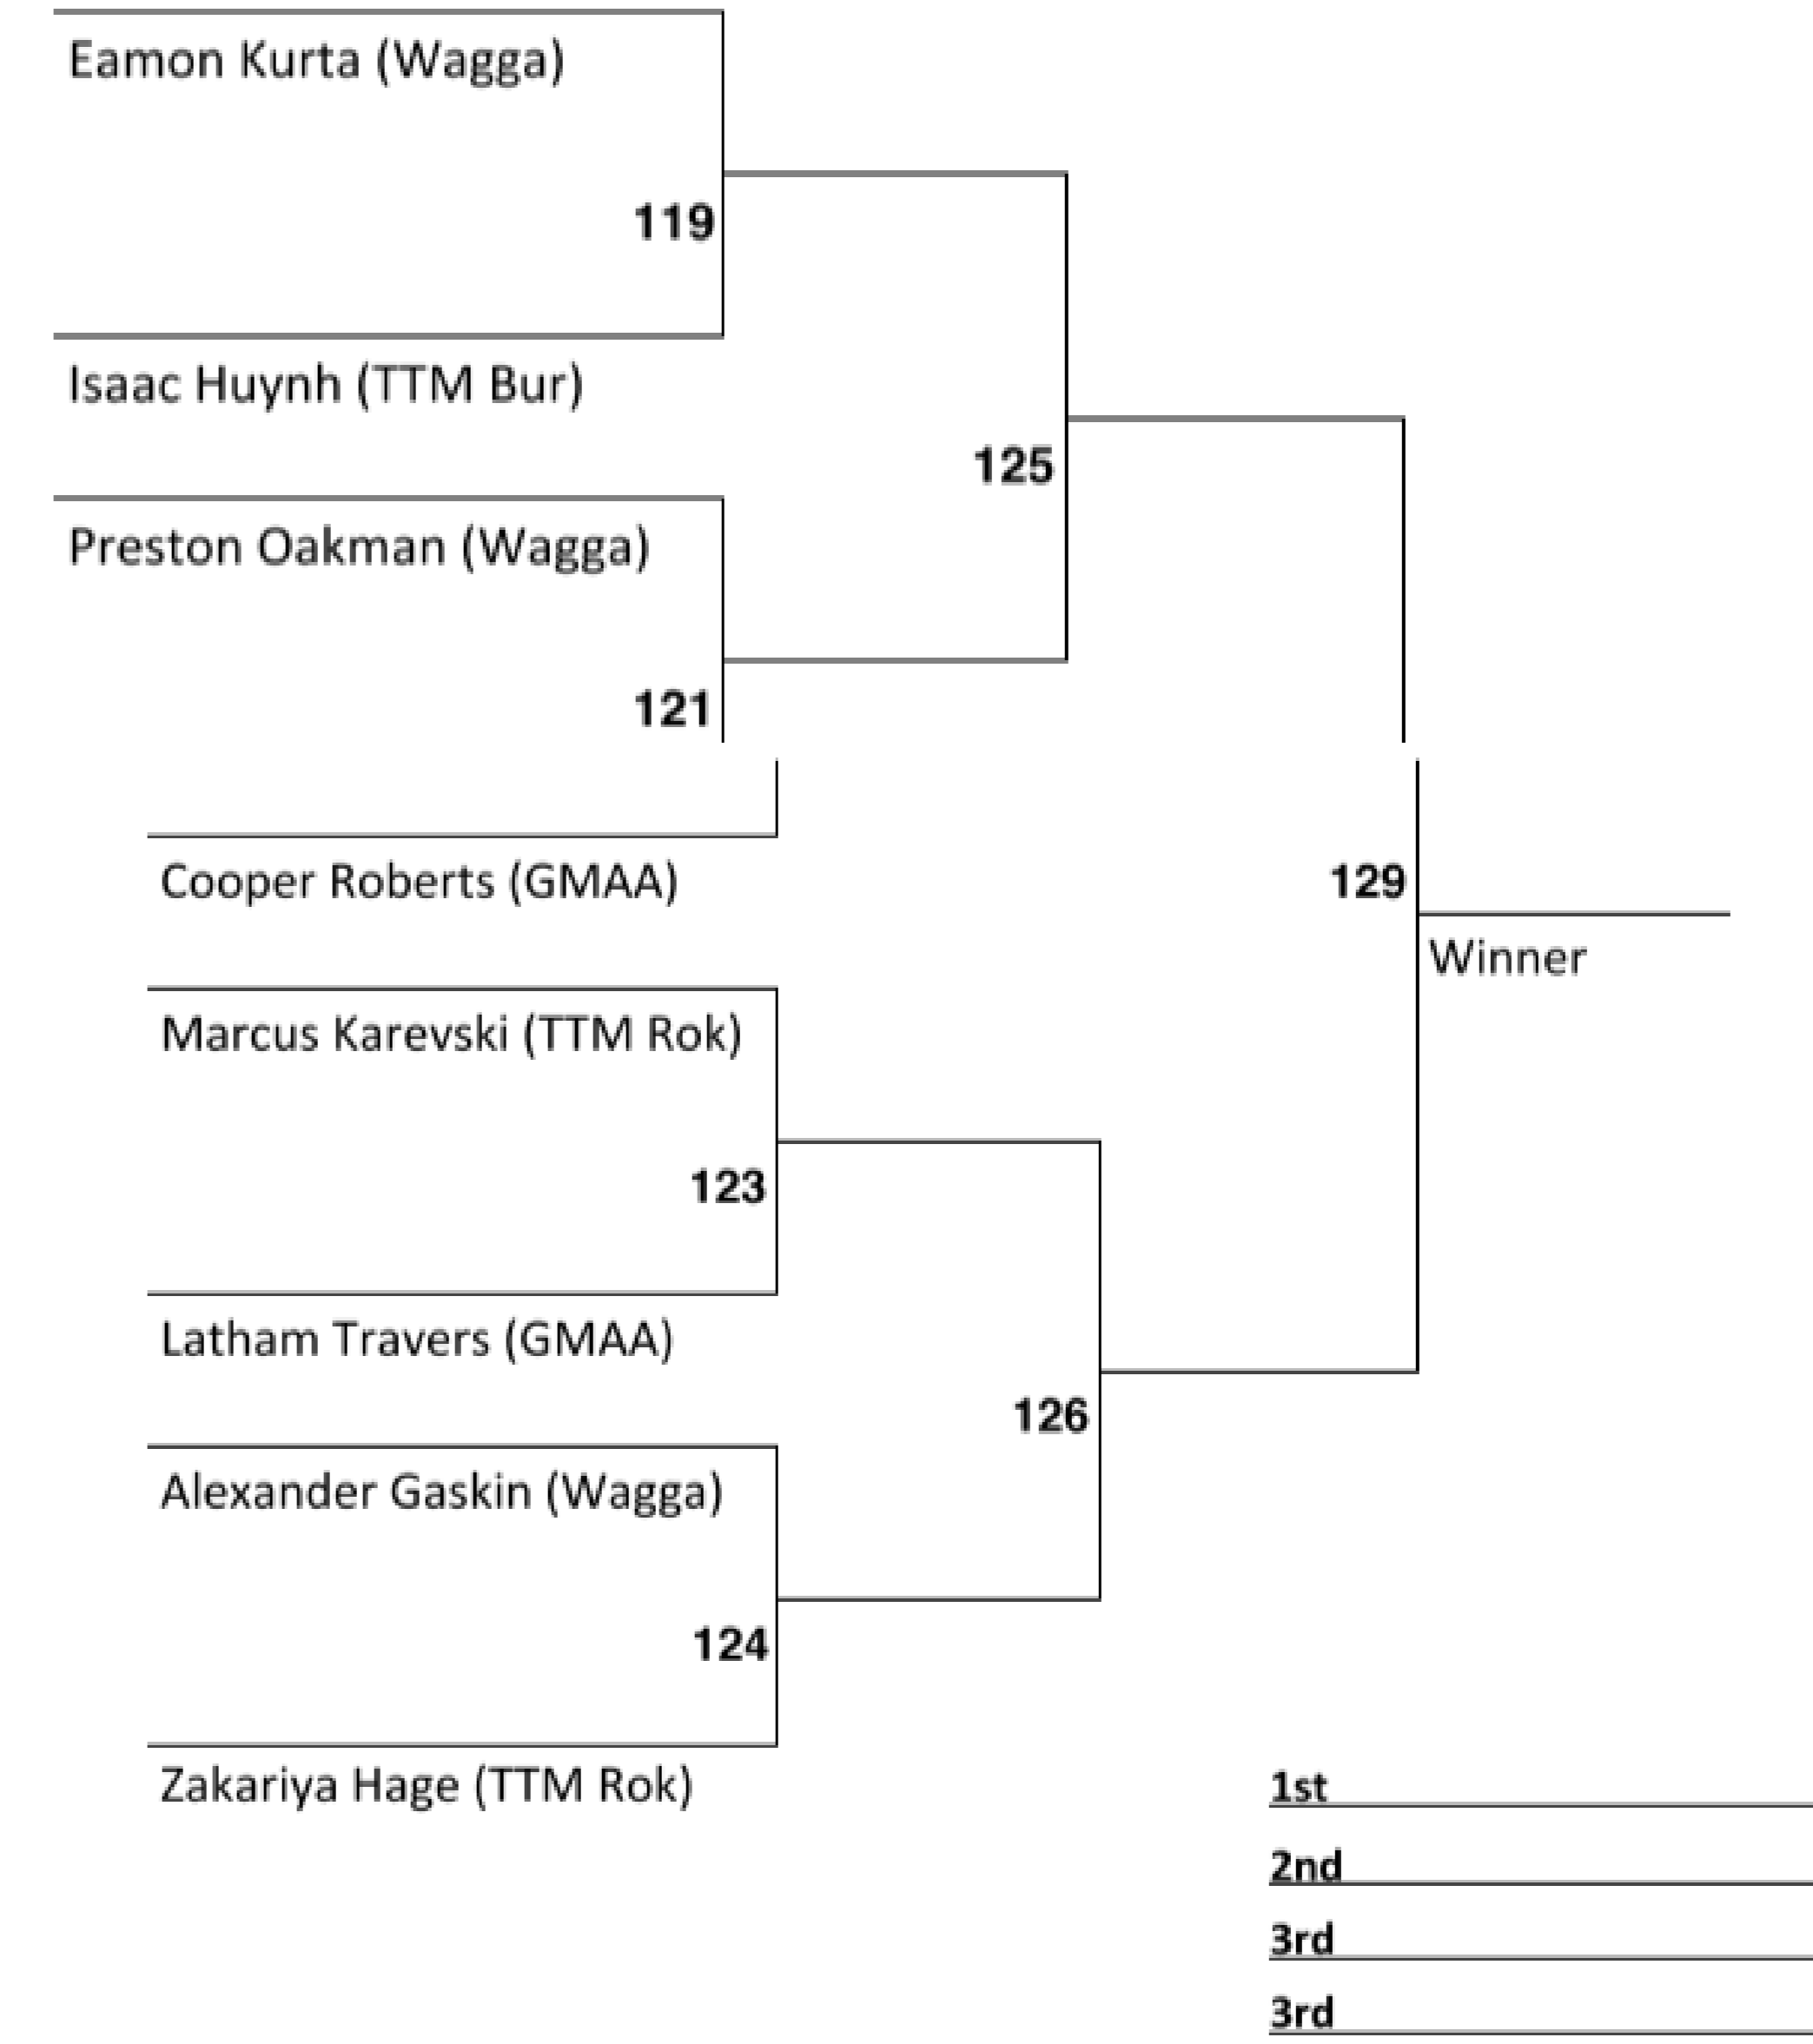 Eamon Kurta (Wagga)
119
Isaac Huynh (TTM Bur)
125
Preston Oakman (Wagga)
121
Cooper Roberts (GMAA)
129
Winner
Marcus Karevski (TTM Rok)
123
Latham Travers (GMAA)
126
Alexander Gaskin (Wagga)
124
Zakariya Hage (TTM Rok)
1st
2nd
3rd
3rd